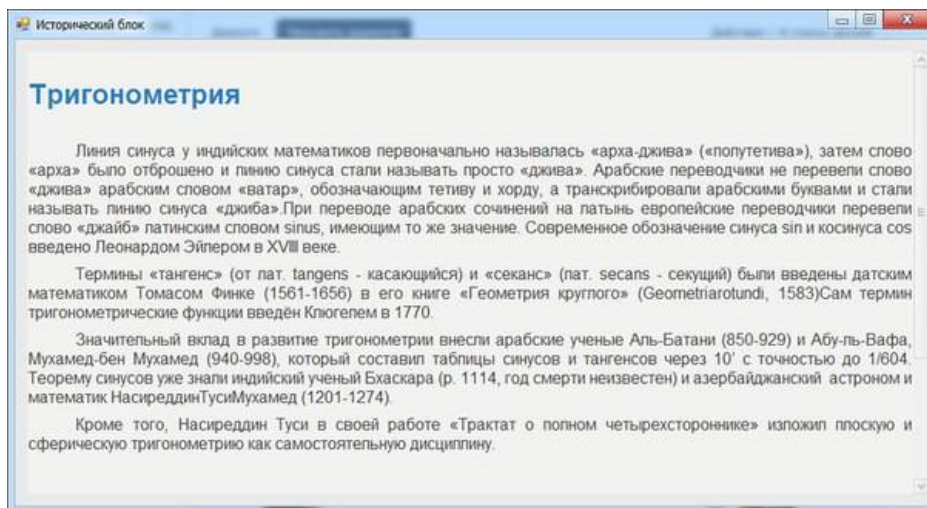 Исторический блок
Тригонометрия
Линия синуса у индийских математиков первоначально называлась «арха-джива» («полутетива»), затем слово
«арха» было отброшено и линию синуса стали называть просто «джива». Арабские переводчики не перевели слово
«джива» арабским словом «ватар», обозначающим тетиву и хорду, а транскрибировали арабскими буквами и стали
называть линию синуса «джиба».При переводе арабских сочинений на латынь европейские переводчики перевели
слово «джайб» латинским словом sinus, имеющим то же значение. Современное обозначение синуса sin и косинуса cos
введено Леонардом Эйлером в XVIII веке.
Термины «тангенс» (от лат. tangens - касающийся) и «секанс» (лат. secans - секущий) были введены датским
математиком Томасом Финке (1561-1656) в его книге «Геометрия круглого» (Geometriarotundi, 1583)Сам термин
тригонометрические функции введён Клюгелем в 1770.
Значительный вклад в развитие тригонометрии внесли арабские ученые Аль-Батани (850-929) и Абу-ль-Вафа,
Мухамед-бен Мухамед (940-998), который составил таблицы синусов и тангенсов через 10’ с точностью до 1/604.
Теорему синусов уже знали индийский ученый Бхаскара (р. 1114, год смерти неизвестен) и азербайджанский астроном и
математик НасиреддинТусиМухамед (1201-1274).
Кроме того, Насиреддин Туси в своей работе «Трактат о полном четырехстороннике» изложил плоскую и
сферическую тригонометрию как самостоятельную дисциплину.